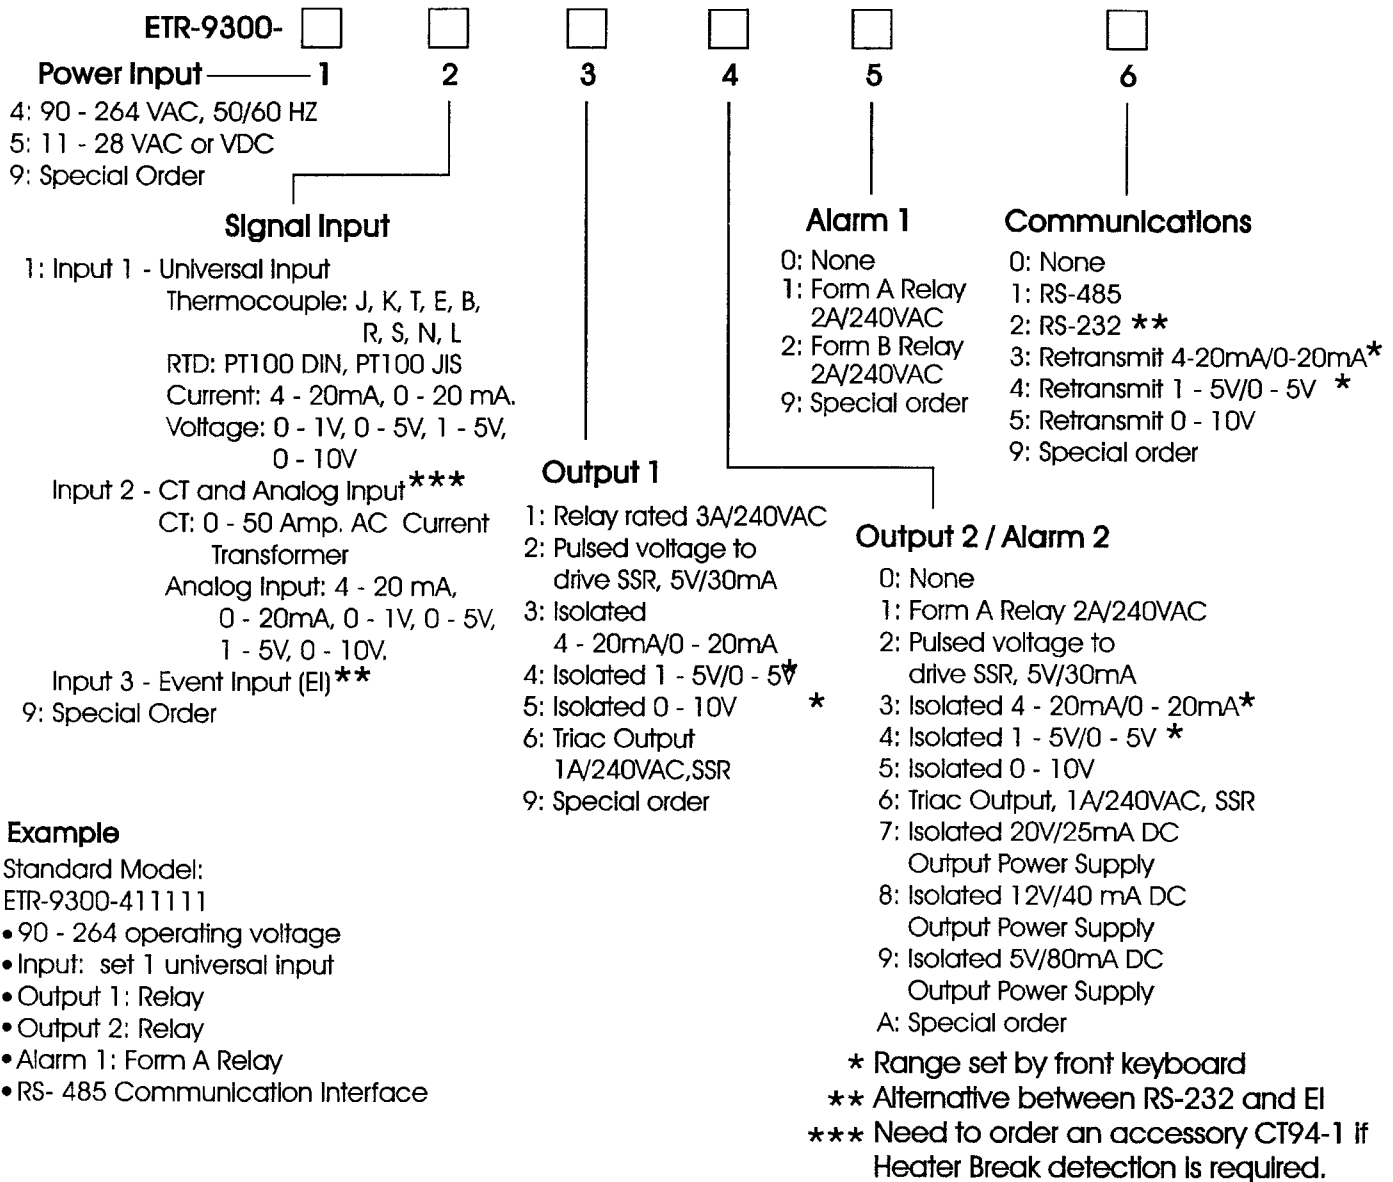 ETR-9300-
Power Input 1 2 3 4 5 6
4: 90 - 264 VAC, 50/60 HZ
5: 11 - 28 VAC or VDC
9: Special Order
Signal Input
1: Input 1 - Universal Input
Thermocouple: J, K, T, E, B,
R, S, N, L
RTD: PT100 DIN, PT100 JIS
Current: 4 - 20mA, 0 - 20 mA.
Voltage: 0 - 1V, 0 - 5V, 1 - 5V,
0 - 10V
Input 2 - CT and Analog Input***
CT: 0 - 50 Amp. AC Current
Transformer
Analog Input: 4 - 20 mA,
0 - 20mA, 0 - 1V, 0 - 5V,
1 - 5V, 0 - 10V.
Input 3 - Event Input (EI)**
9: Special Order
Output 1
1: Relay rated 3A/240VAC
2: Pulsed voltage to
drive SSR, 5V/30mA
3: Isolated
4 - 20mA/0 - 20mA
4: Isolated 1 - 5V/0 - 5V*
5: Isolated 0 - 10V *
6: Triac Output
1A/240VAC,SSR
9: Special order
Output 2 / Alarm 2
0: None
1: Form A Relay 2A/240VAC
2: Pulsed voltage to
drive SSR, 5V/30mA
3: Isolated 4 - 20mA/0 - 20mA*
4: Isolated 1 - 5V/0 - 5V *
5: Isolated 0 - 10V
6: Triac Output, 1A/240VAC, SSR
7: Isolated 20V/25mA DC
Output Power Supply
8: Isolated 12V/40 mA DC
Output Power Supply
9: Isolated 5V/80mA DC
Output Power Supply
A: Special order
Alarm 1
0: None
1: Form A Relay
2A/240VAC
2: Form B Relay
2A/240VAC
9: Special order
Communications
0: None
1: RS-485
2: RS-232 **
3: Retransmit 4-20mA/0-20mA*
4: Retransmit 1 - 5V/0 - 5V *
5: Retransmit 0 - 10V
9: Special order
Example
Standard Model:
ETR-9300-411111
• 90 - 264 operating voltage
• Input: set 1 universal input
• Output 1: Relay
• Output 2: Relay
• Alarm 1: Form A Relay
• RS- 485 Communication Interface
* Range set by front keyboard
** Alternative between RS-232 and EI
*** Need to order an accessory CT94-1 if
Heater Break detection is required.